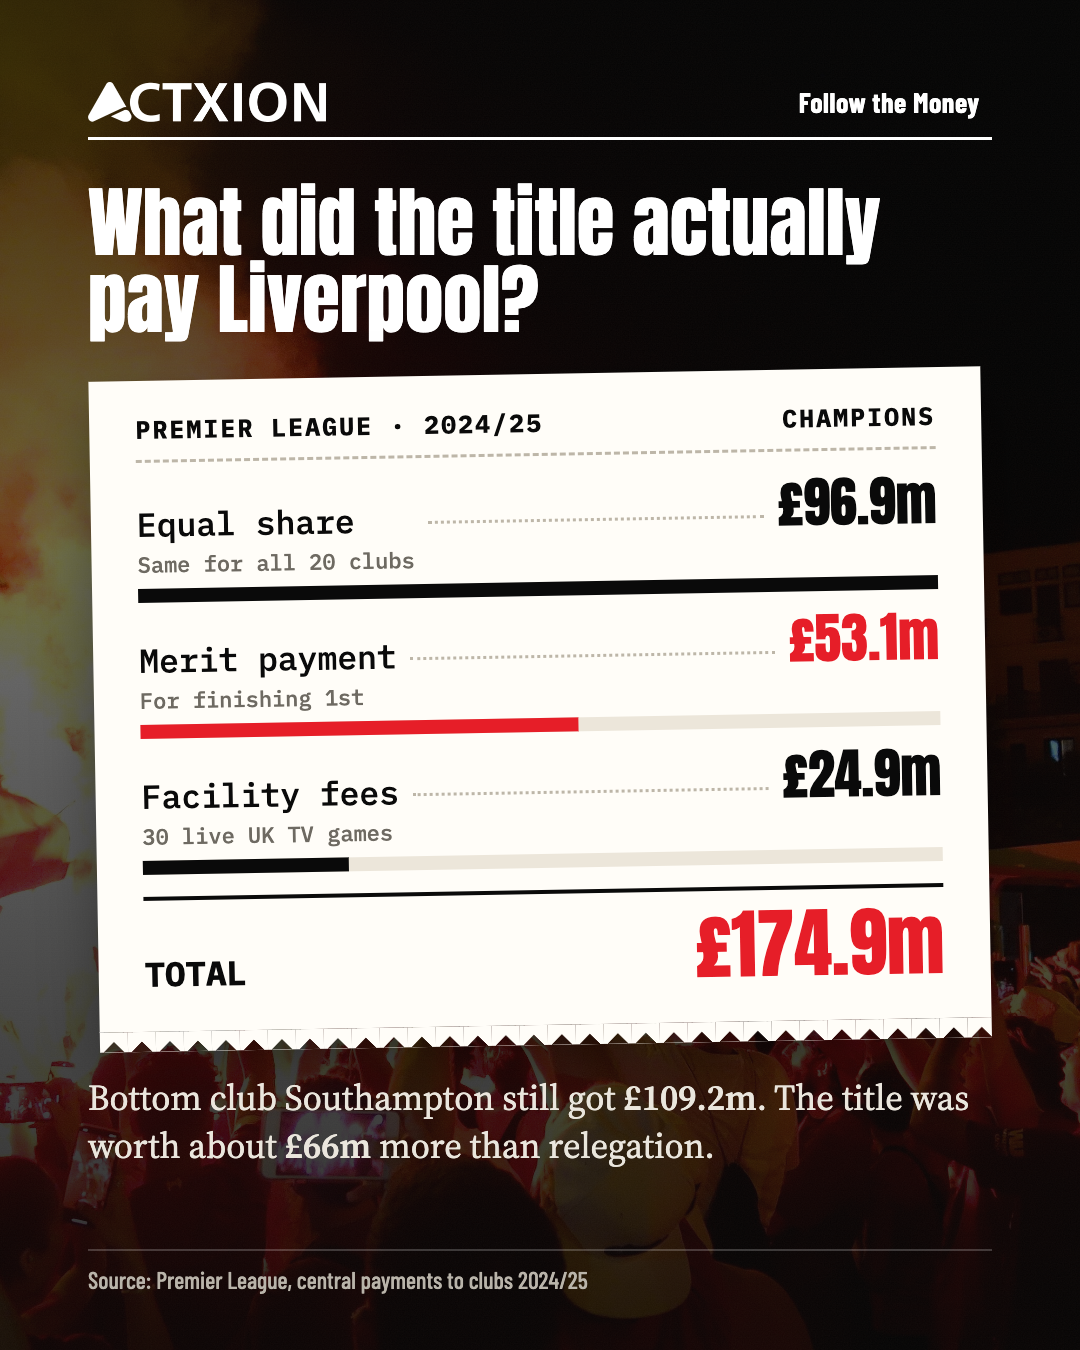 ACTXION
Follow the Money
What did the title actually
pay Liverpool?
PREMIER LEAGUE · 2024/25
CHAMPIONS
Equal share
£96.9m
Same for all 20 clubs
Merit payment
£53.1m
For finishing 1st
Facility fees
£24.9m
30 live UK TV games
TOTAL
£174.9m
Bottom club Southampton still got £109.2m. The title was
worth about £66m more than relegation.
Source: Premier League, central payments to clubs 2024/25